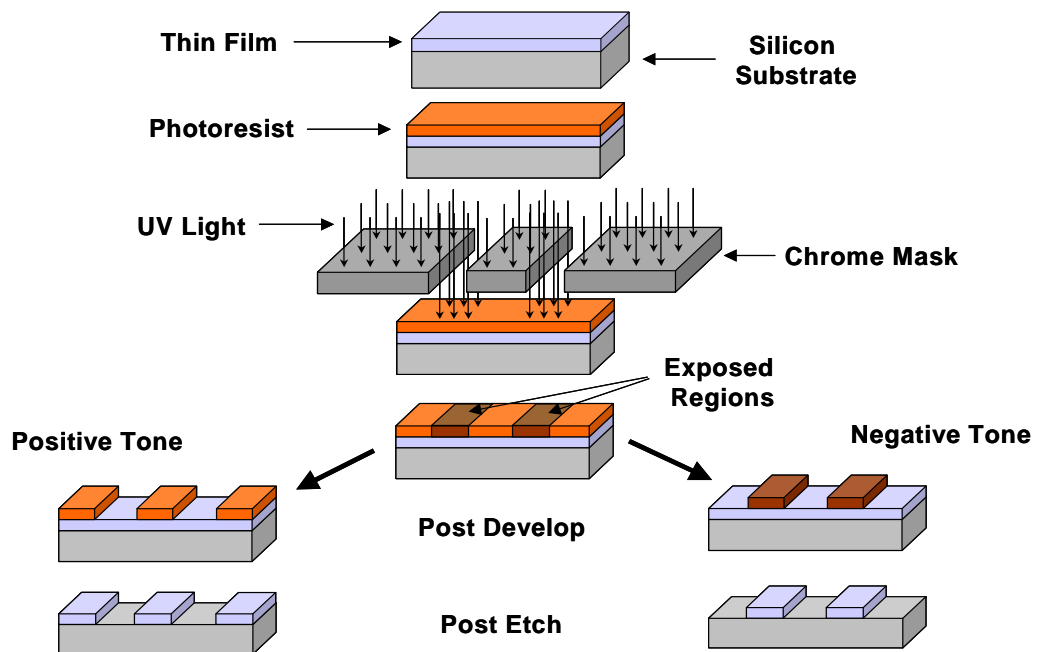 Thin Film
Silicon
Substrate
Photoresist
UV Light
Chrome Mask
Exposed
Regions
Positive Tone
Negative Tone
Post Develop
Post Etch